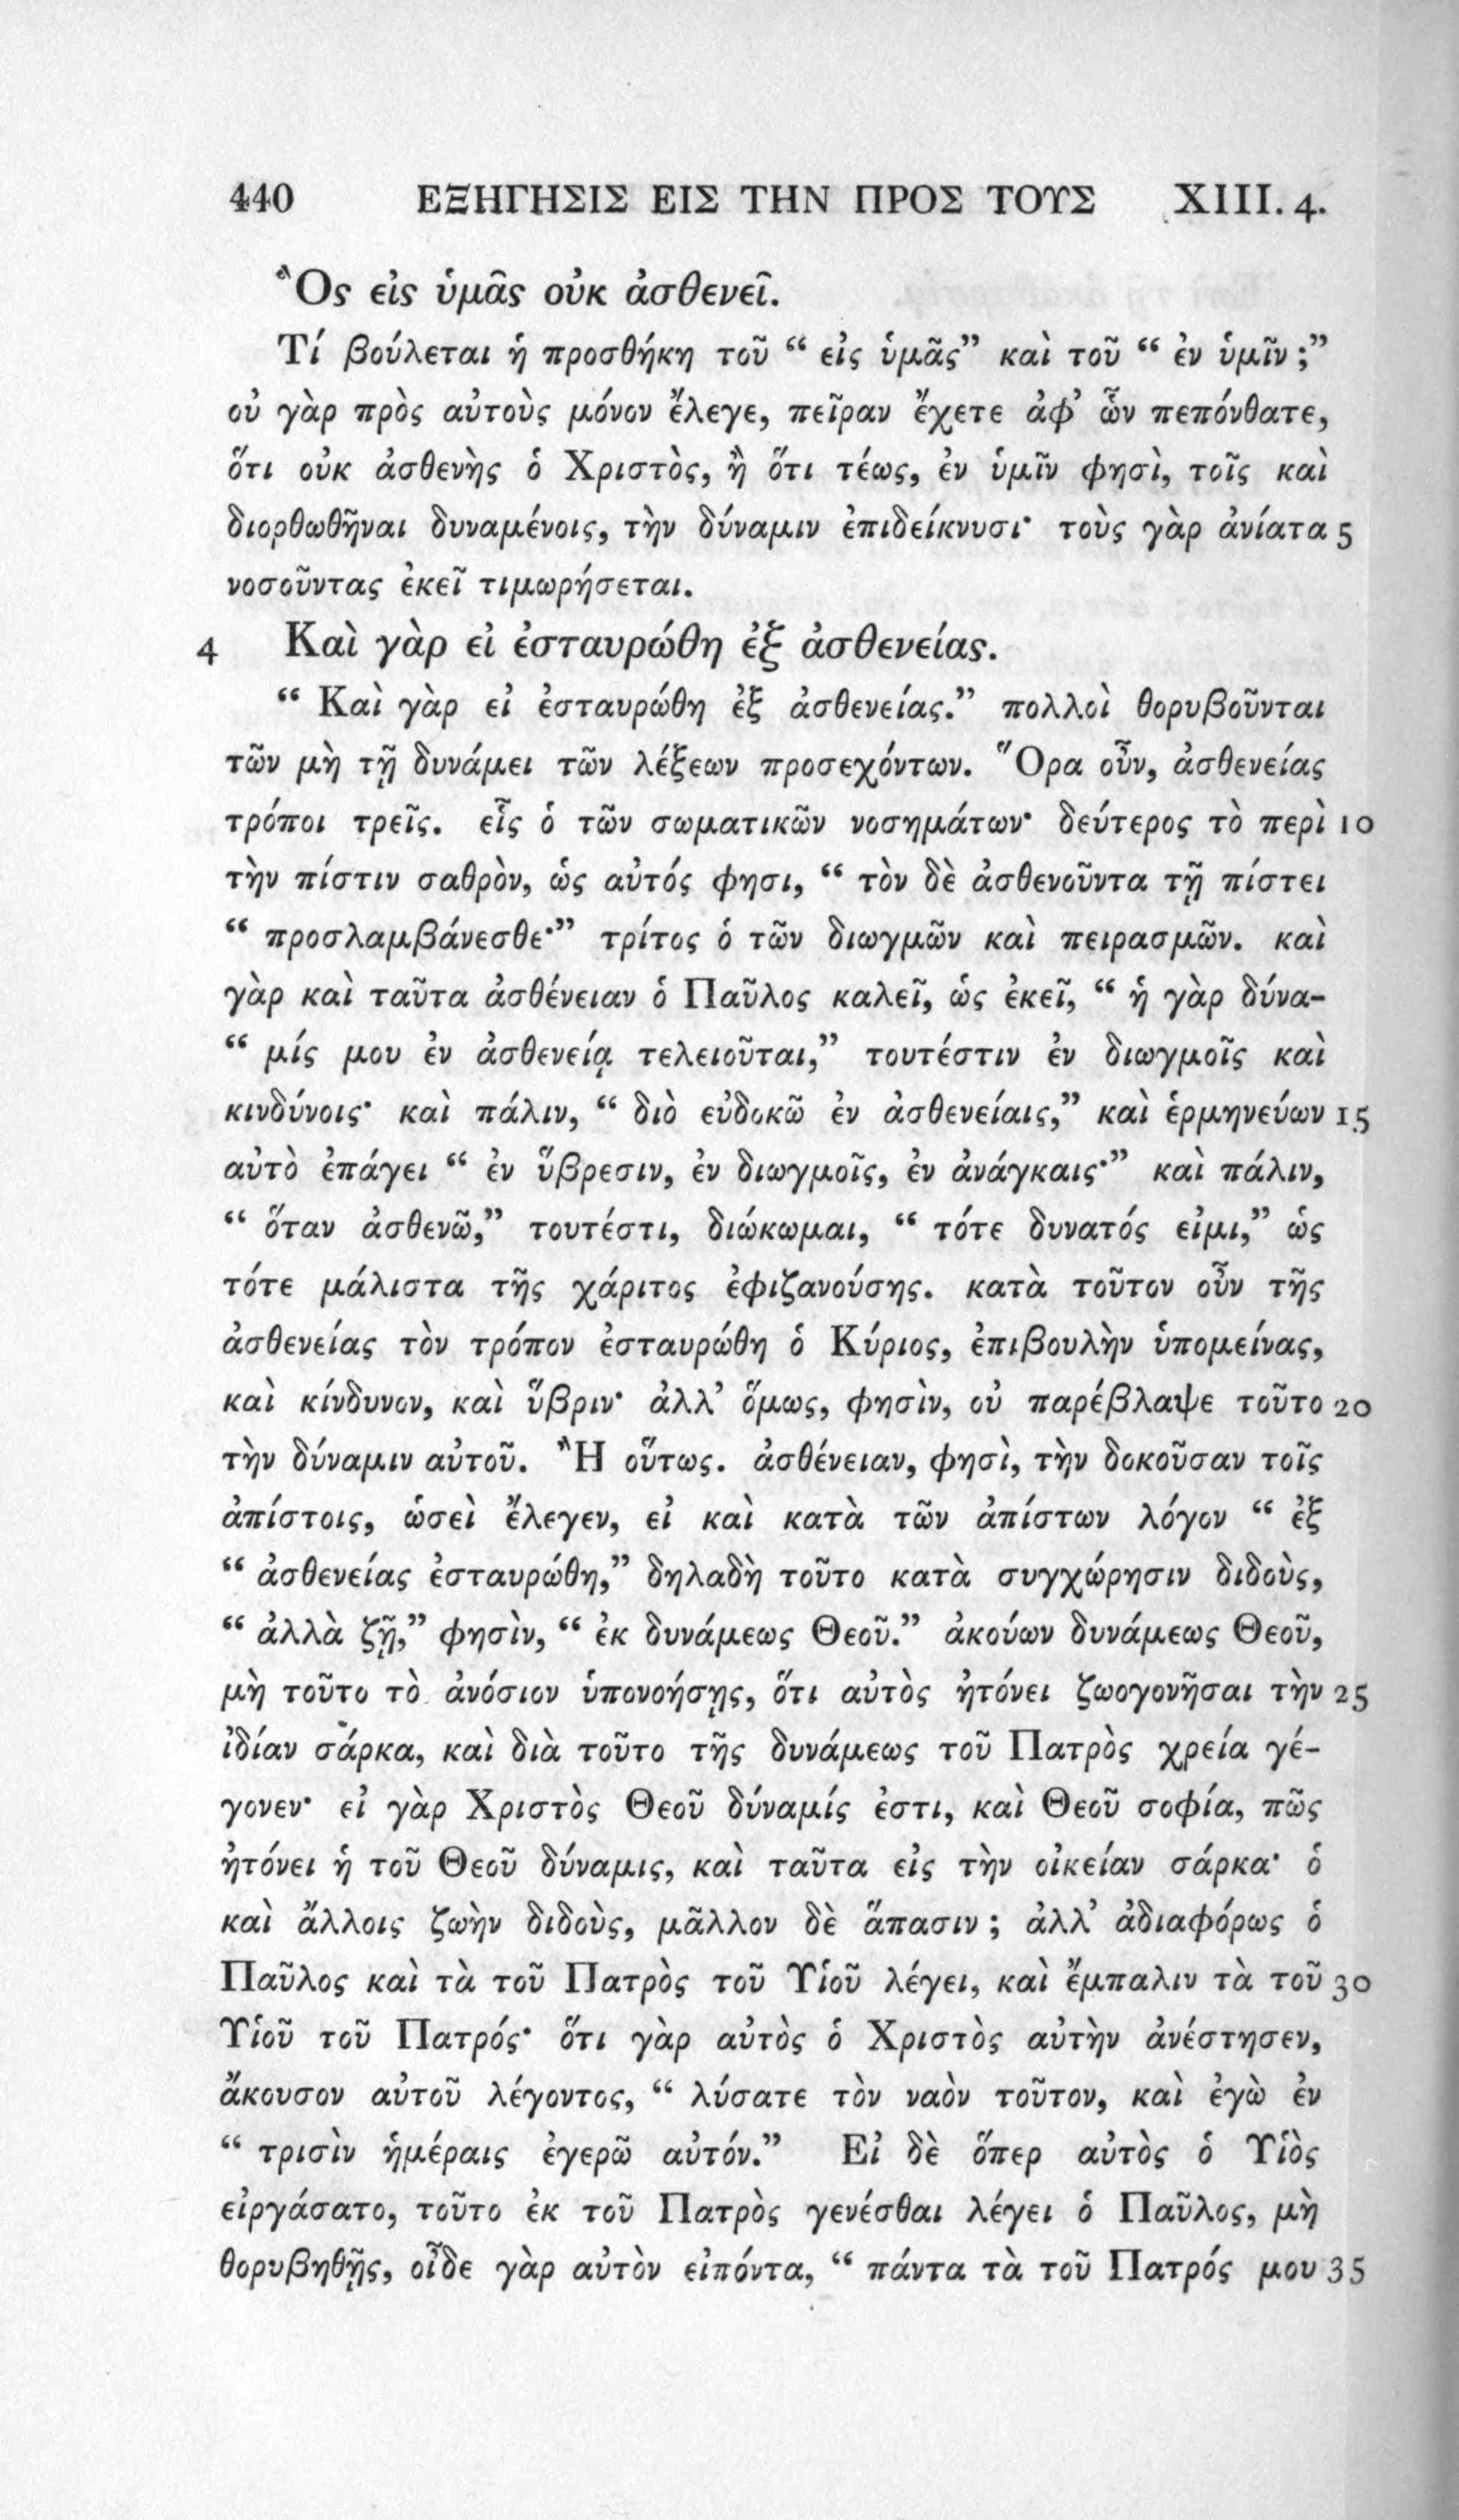 440 ΕΞΗΓΗΣΙΣ ΕΙΣ ΤΗΝ ΠΡΟΣ ΤΟΥΣ XIII. 4.
Ὃς εἰς ὑμᾶς οὐκ ἀσθενεῖ.
Τί βούλεται ἡ προσθήκη τοῦ “ εἰς ὑμᾶς” καὶ τοῦ “ ἐν ὑμῖν ;”
οὐ γὰρ πρὸς αὐτοὺς μόνον ἔλεγε, πεῖραν ἔχετε ἀφ’ ὧν πεπόνθατε,
ὅτι οὐκ ἀσθενὴς ὁ Χριστὸς, ἢ ὅτι τέως, ἐν ὑμῖν φησὶ, τοῖς καὶ
διορθωθῆναι δυναμένοις, τὴν δύναμιν ἐπιδείκνυσι· τοὺς γὰρ ἀνίατα 5
νοσοῦντας ἐκεῖ τιμωρήσεται.
4 Καὶ γὰρ εἰ ἐσταυρώθη ἐξ ἀσθενείας.
“ Καὶ γὰρ εἰ ἐσταυρώθη ἐξ ἀσθενείας.” πολλοὶ θορυβοῦνται
τῶν μὴ τῇ δυνάμει τῶν λέξεων προσεχόντων. Ὅρα οὖν, ἀσθενείας
τρόποι τρεῖς. εἷς ὁ τῶν σωματικῶν νοσημάτων· δεύτερος τὸ περὶ 10
τὴν πίστιν σαθρὸν, ὡς αὐτός φησι, “ τὸν δὲ ἀσθενοῦντα τῇ πίστει
“ προσλαμβάνεσθε·” τρίτος ὁ τῶν διωγμῶν καὶ πειρασμῶν. καὶ
γὰρ καὶ ταῦτα ἀσθένειαν ὁ Παῦλος καλεῖ, ὡς ἐκεῖ, “ ἡ γὰρ δύνα-
“ μίς μου ἐν ἀσθενείᾳ τελειοῦται,” τουτέστιν ἐν διωγμοῖς καὶ
κινδύνοις· καὶ πάλιν, “ διὸ εὐδοκῶ ἐν ἀσθενείαις,” καὶ ἑρμηνεύων 15
αὐτὸ ἐπάγει “ ἐν ὕβρεσιν, ἐν διωγμοῖς, ἐν ἀνάγκαις·” καὶ πάλιν,
“ ὅταν ἀσθενῶ,” τουτέστι, διώκωμαι, “ τότε δυνατός εἰμι,” ὡς
τότε μάλιστα τῆς χάριτος ἐφιζανούσης. κατὰ τοῦτον οὖν τῆς
ἀσθενείας τὸν τρόπον ἐσταυρώθη ὁ Κύριος, ἐπιβουλὴν ὑπομείνας,
καὶ κίνδυνον, καὶ ὕβριν· ἀλλ’ ὅμως, φησὶν, οὐ παρέβλαψε τοῦτο 20
τὴν δύναμιν αὐτοῦ. Ἢ οὕτως. ἀσθένειαν, φησὶ, τὴν δοκοῦσαν τοῖς
ἀπίστοις, ὡσεὶ ἔλεγεν, εἰ καὶ κατὰ τῶν ἀπίστων λόγον “ ἐξ
“ ἀσθενείας ἐσταυρώθη,” δηλαδὴ τοῦτο κατὰ συγχώρησιν διδοὺς,
“ ἀλλὰ ζῇ,” φησὶν, “ ἐκ δυνάμεως Θεοῦ.” ἀκούων δυνάμεως Θεοῦ,
μὴ τοῦτο τὸ ἀνόσιον ὑπονοήσῃς, ὅτι αὐτὸς ἠτόνει ζωογονῆσαι τὴν 25
ἰδίαν σάρκα, καὶ διὰ τοῦτο τῆς δυνάμεως τοῦ Πατρὸς χρεία γέ-
γονεν· εἰ γὰρ Χριστὸς Θεοῦ δύναμίς ἐστι, καὶ Θεοῦ σοφία, πῶς
ἠτόνει ἡ τοῦ Θεοῦ δύναμις, καὶ ταῦτα εἰς τὴν οἰκείαν σάρκα· ὁ
καὶ ἄλλοις ζωὴν διδοὺς, μᾶλλον δὲ ἅπασιν ; ἀλλ’ ἀδιαφόρως ὁ
Παῦλος καὶ τὰ τοῦ Πατρὸς τοῦ Υἱοῦ λέγει, καὶ ἔμπαλιν τὰ τοῦ 30
Υἱοῦ τοῦ Πατρός· ὅτι γὰρ αὐτὸς ὁ Χριστὸς αὐτὴν ἀνέστησεν,
ἄκουσον αὐτοῦ λέγοντος, “ λύσατε τὸν ναὸν τοῦτον, καὶ ἐγὼ ἐν
“ τρισὶν ἡμέραις ἐγερῶ αὐτόν.” Εἰ δὲ ὅπερ αὐτὸς ὁ Υἱὸς
εἰργάσατο, τοῦτο ἐκ τοῦ Πατρὸς γενέσθαι λέγει ὁ Παῦλος, μὴ
θορυβηθῇς, οἶδε γὰρ αὐτὸν εἰπόντα, “ πάντα τὰ τοῦ Πατρός μου 35